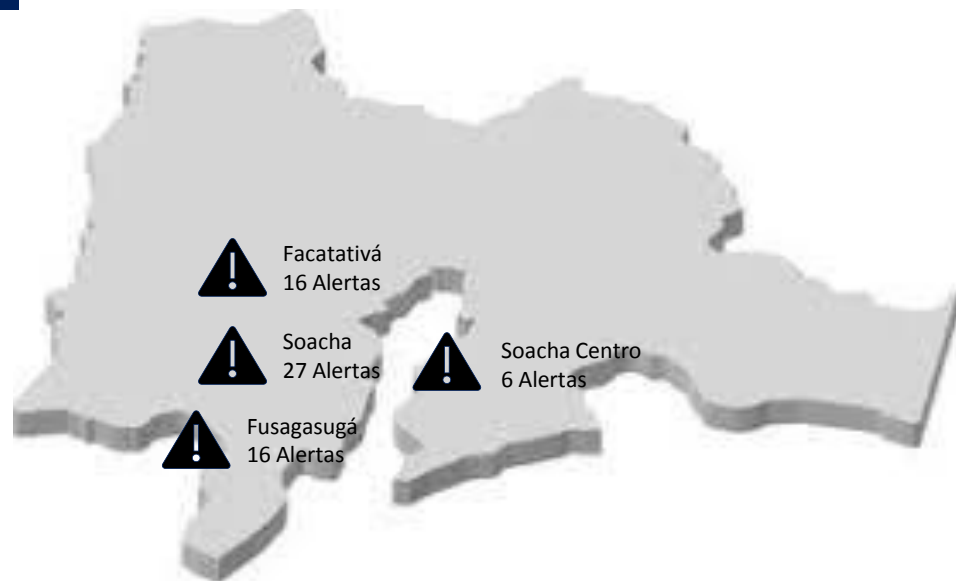 Facatativá
16 Alertas
Soacha
27 Alertas
Soacha Centro
6 Alertas
Fusagasugá
16 Alertas